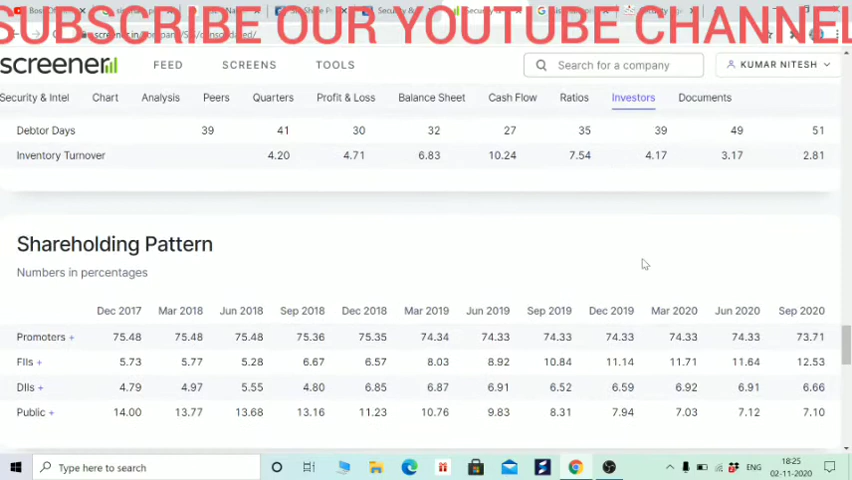 SUBSCRIBE OUR YOUTUBE CHANNEL
screener
FEED SCREENS TOOLS Search for a company KUMAR NITESH
Security & Intel Chart Analysis Peers Quarters Profit & Loss Balance Sheet Cash Flow Ratios Investors Documents
Debtor Days 39 41 30 32 27 35 39 49 51
Inventory Turnover 4.20 4.71 6.83 10.24 7.54 4.17 3.17 2.81
Shareholding Pattern
Numbers in percentages
Dec 2017 Mar 2018 Jun 2018 Sep 2018 Dec 2018 Mar 2019 Jun 2019 Sep 2019 Dec 2019 Mar 2020 Jun 2020 Sep 2020
Promoters + 75.48 75.48 75.48 75.36 75.35 74.34 74.33 74.33 74.33 74.33 74.33 73.71
FIIs + 5.73 5.77 5.28 6.67 6.57 8.03 8.92 10.84 11.14 11.71 11.64 12.53
DIIs + 4.79 4.97 5.55 4.80 6.85 6.87 6.91 6.52 6.59 6.92 6.91 6.66
Public + 14.00 13.77 13.68 13.16 11.23 10.76 9.83 8.31 7.94 7.03 7.12 7.10
Type here to search
ENG
18:25
02-11-2020